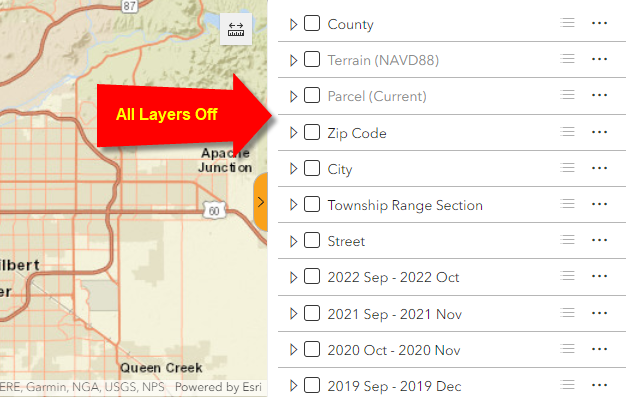 87
All Layers Off
Apache
Junction
60
ilbert
er
Queen Creek
ERE, Garmin, NGA, USGS, NPS Powered by Esri
County
Terrain (NAVD88)
Parcel (Current)
Zip Code
City
Township Range Section
Street
2022 Sep - 2022 Oct
2021 Sep - 2021 Nov
2020 Oct - 2020 Nov
2019 Sep - 2019 Dec